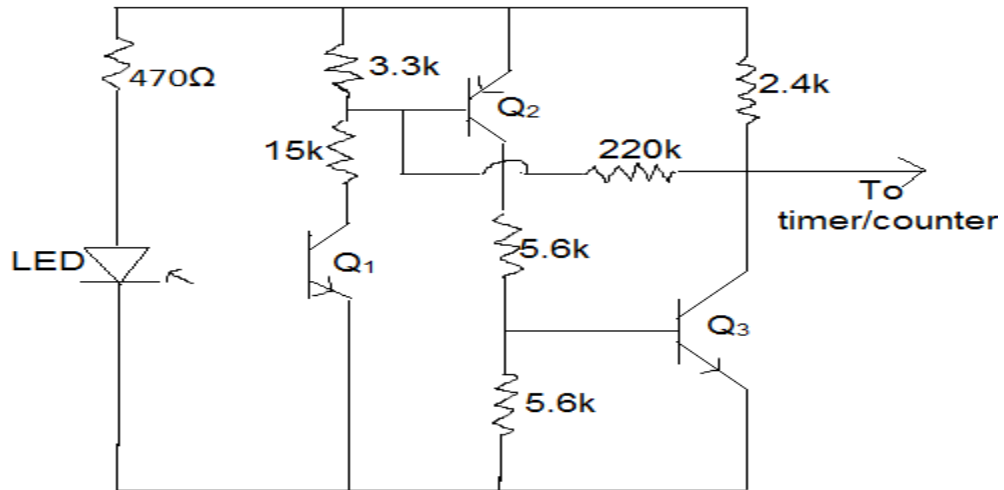 470Ω
3.3k
Q₂
2.4k
15k
220k
To
timer/counter
LED
Q₁
5.6k
Q₃
5.6k